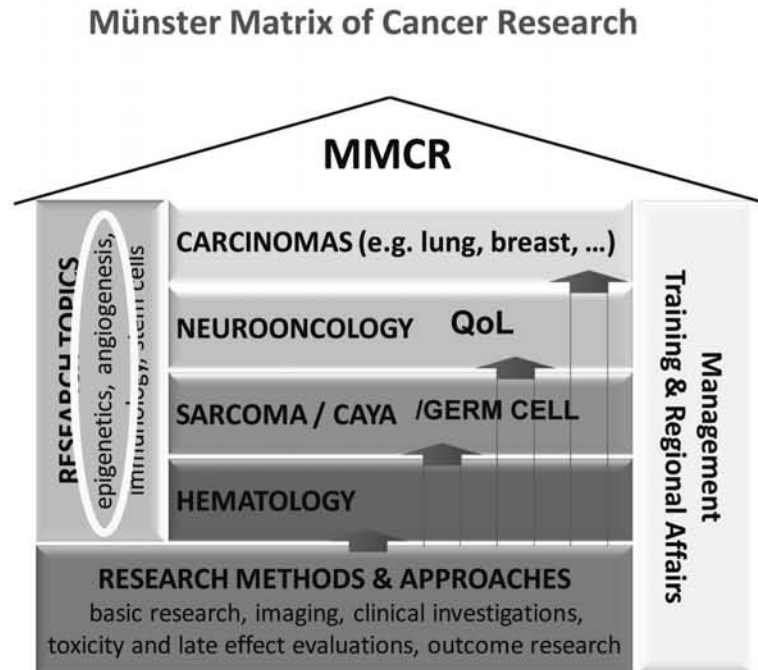 Münster Matrix of Cancer Research
MMCR
RESEARCH TOPICS
epigenetics, angiogenesis,
immunology, stem cells
CARCINOMAS (e.g. lung, breast, ...)
NEUROONCOLOGY QoL
SARCOMA / CAYA /GERM CELL
HEMATOLOGY
RESEARCH METHODS & APPROACHES
basic research, imaging, clinical investigations,
toxicity and late effect evaluations, outcome research
Management
Training & Regional Affairs